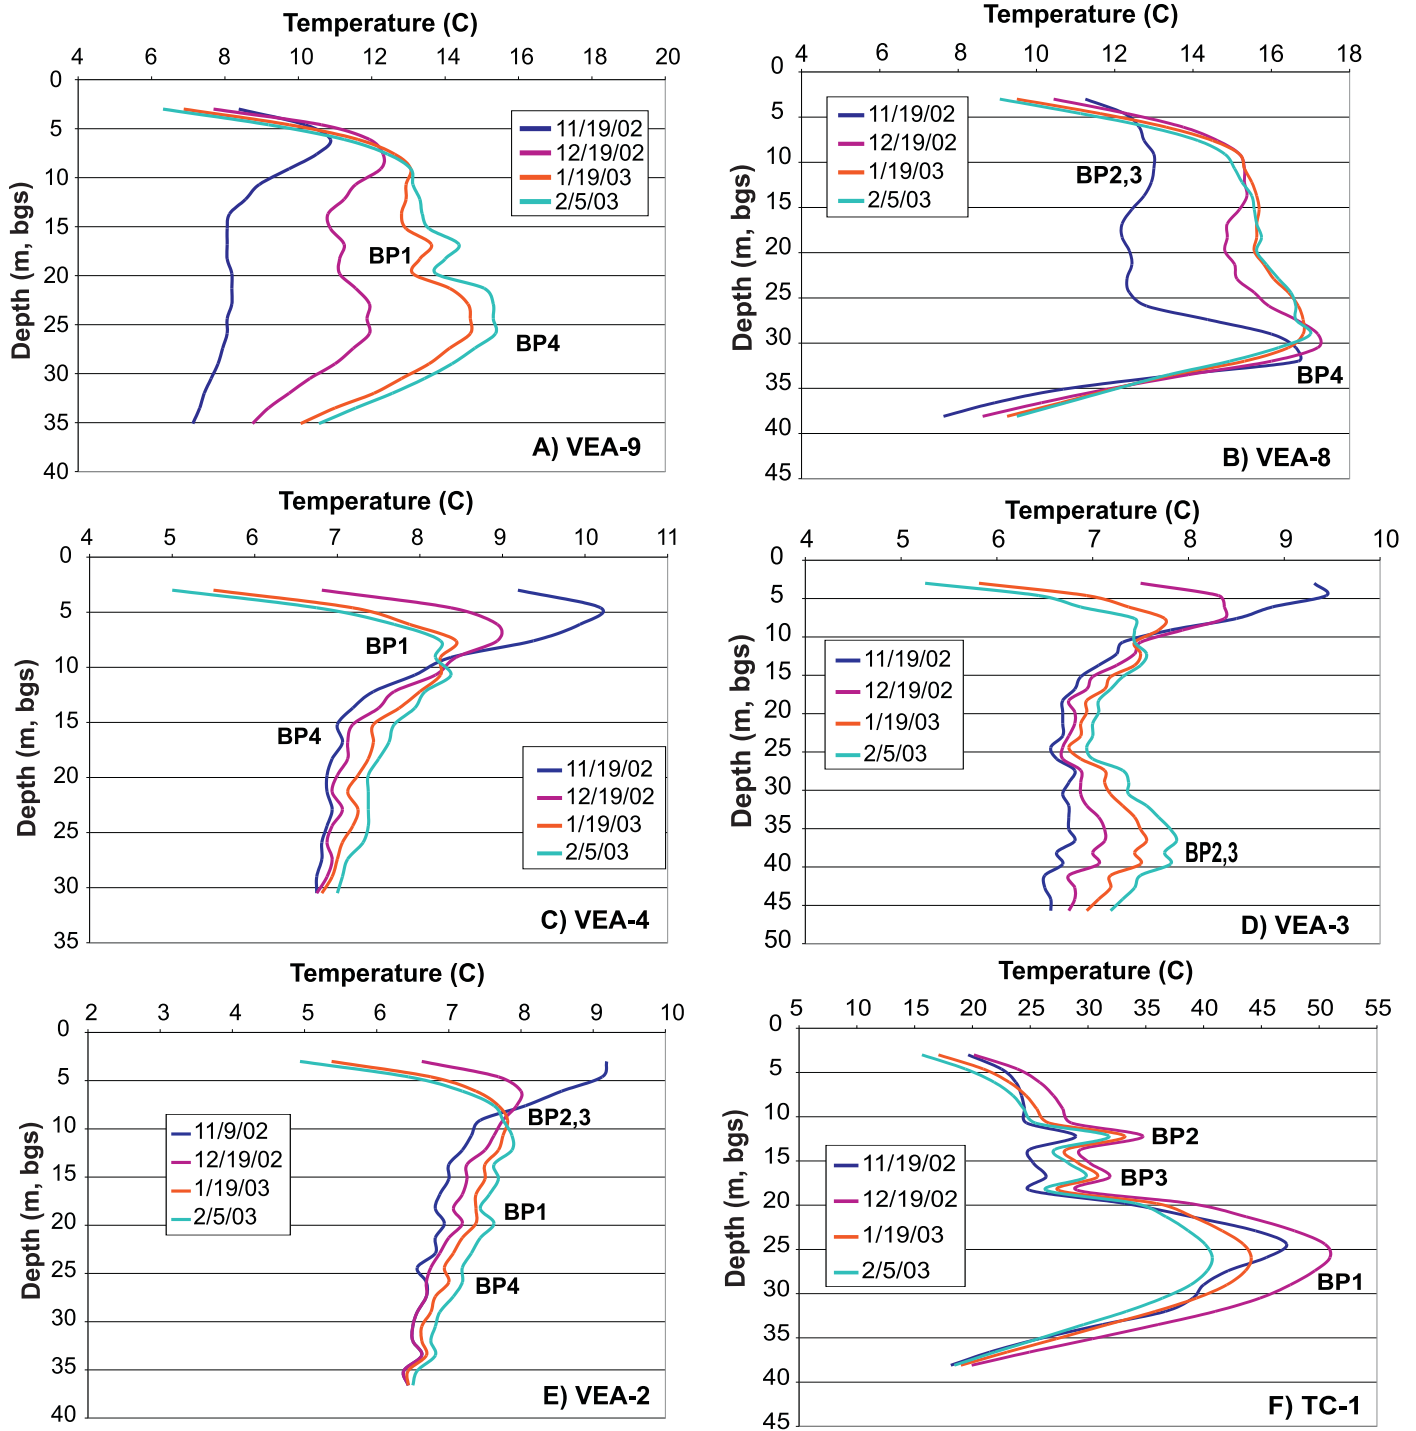 Temperature (C)
4 6 8 10 12 14 16 18 20
0
5
10
15
20
25
30
35
40
Depth (m, bgs)
11/19/02
12/19/02
1/19/03
2/5/03
BP1
BP4
A) VEA-9
Temperature (C)
4 6 8 10 12 14 16 18
0
5
10
15
20
25
30
35
40
45
Depth (m, bgs)
11/19/02
12/19/02
1/19/03
2/5/03
BP2,3
BP4
B) VEA-8
Temperature (C)
4 5 6 7 8 9 10 11
0
5
10
15
20
25
30
35
Depth (m, bgs)
BP1
BP4
11/19/02
12/19/02
1/19/03
2/5/03
C) VEA-4
Temperature (C)
4 5 6 7 8 9 10
0
5
10
15
20
25
30
35
40
45
50
Depth (m, bgs)
11/19/02
12/19/02
1/19/03
2/5/03
BP2,3
D) VEA-3
Temperature (C)
2 3 4 5 6 7 8 9 10
0
5
10
15
20
25
30
35
40
Depth (m, bgs)
11/9/02
12/19/02
1/19/03
2/5/03
BP2,3
BP1
BP4
E) VEA-2
Temperature (C)
5 10 15 20 25 30 35 40 45 50 55
0
5
10
15
20
25
30
35
40
45
Depth (m, bgs)
11/19/02
12/19/02
1/19/03
2/5/03
BP2
BP3
BP1
F) TC-1